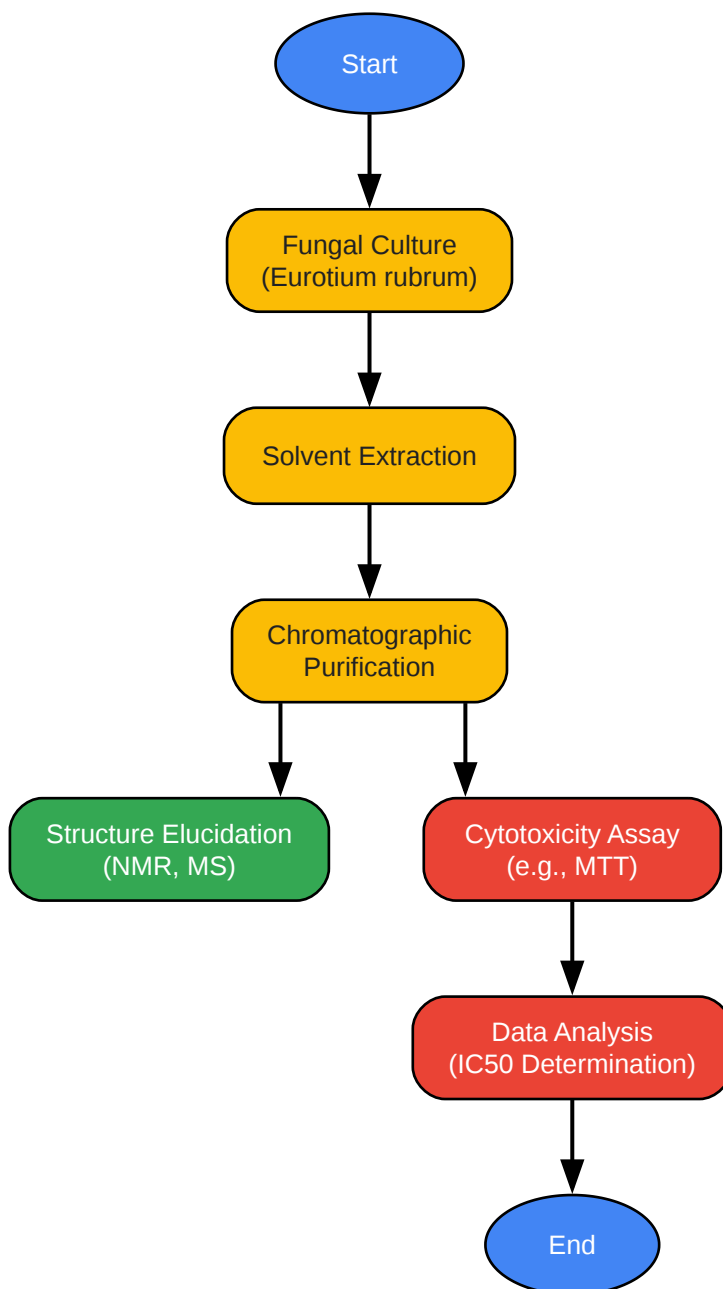 Start
Fungal Culture
(Eurotium rubrum)
Solvent Extraction
Chromatographic
Purification
Structure Elucidation
(NMR, MS)
Cytotoxicity Assay
(e.g., MTT)
Data Analysis
(IC50 Determination)
End